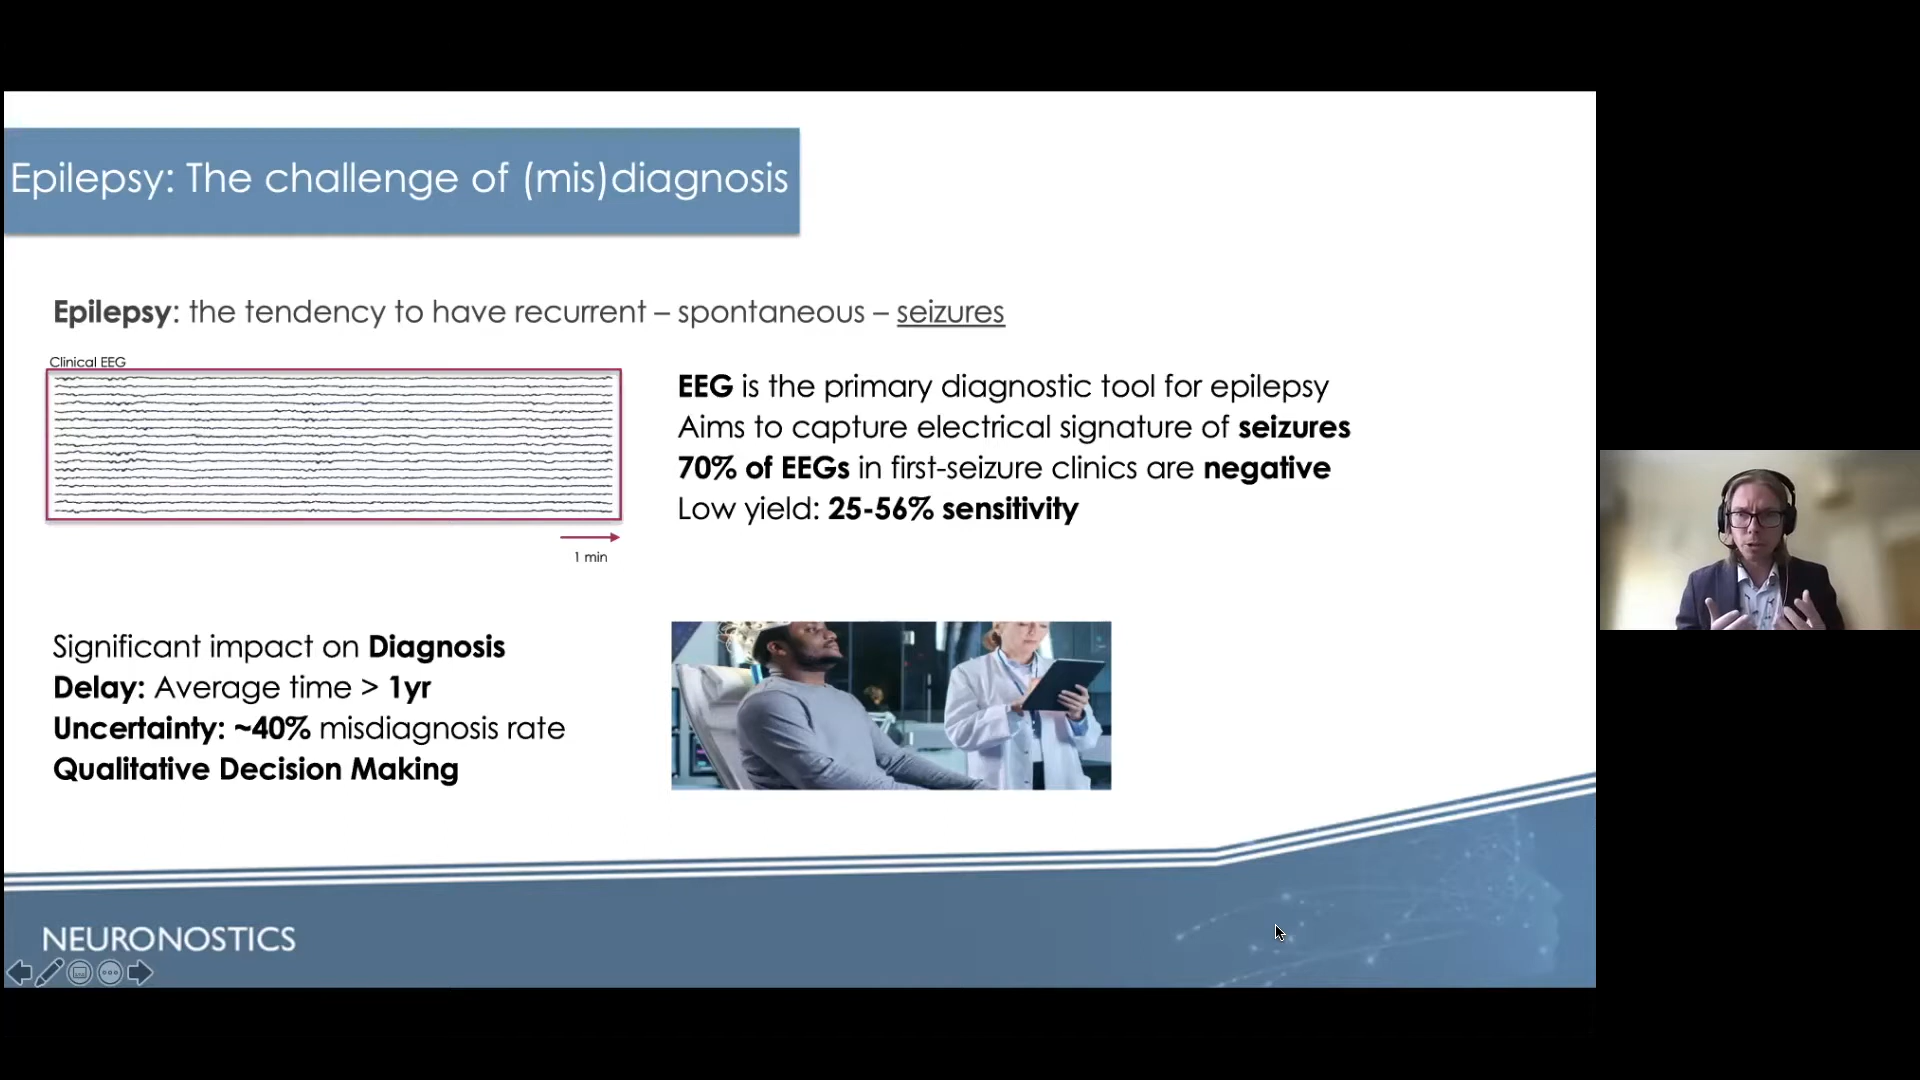 Epilepsy: The challenge of (mis)diagnosis
Epilepsy: the tendency to have recurrent – spontaneous – seizures
Clinical EEG
1 min
EEG is the primary diagnostic tool for epilepsy
Aims to capture electrical signature of seizures
70% of EEGs in first-seizure clinics are negative
Low yield: 25-56% sensitivity
Significant impact on Diagnosis
Delay: Average time > 1yr
Uncertainty: ~40% misdiagnosis rate
Qualitative Decision Making
NEURONOSTICS